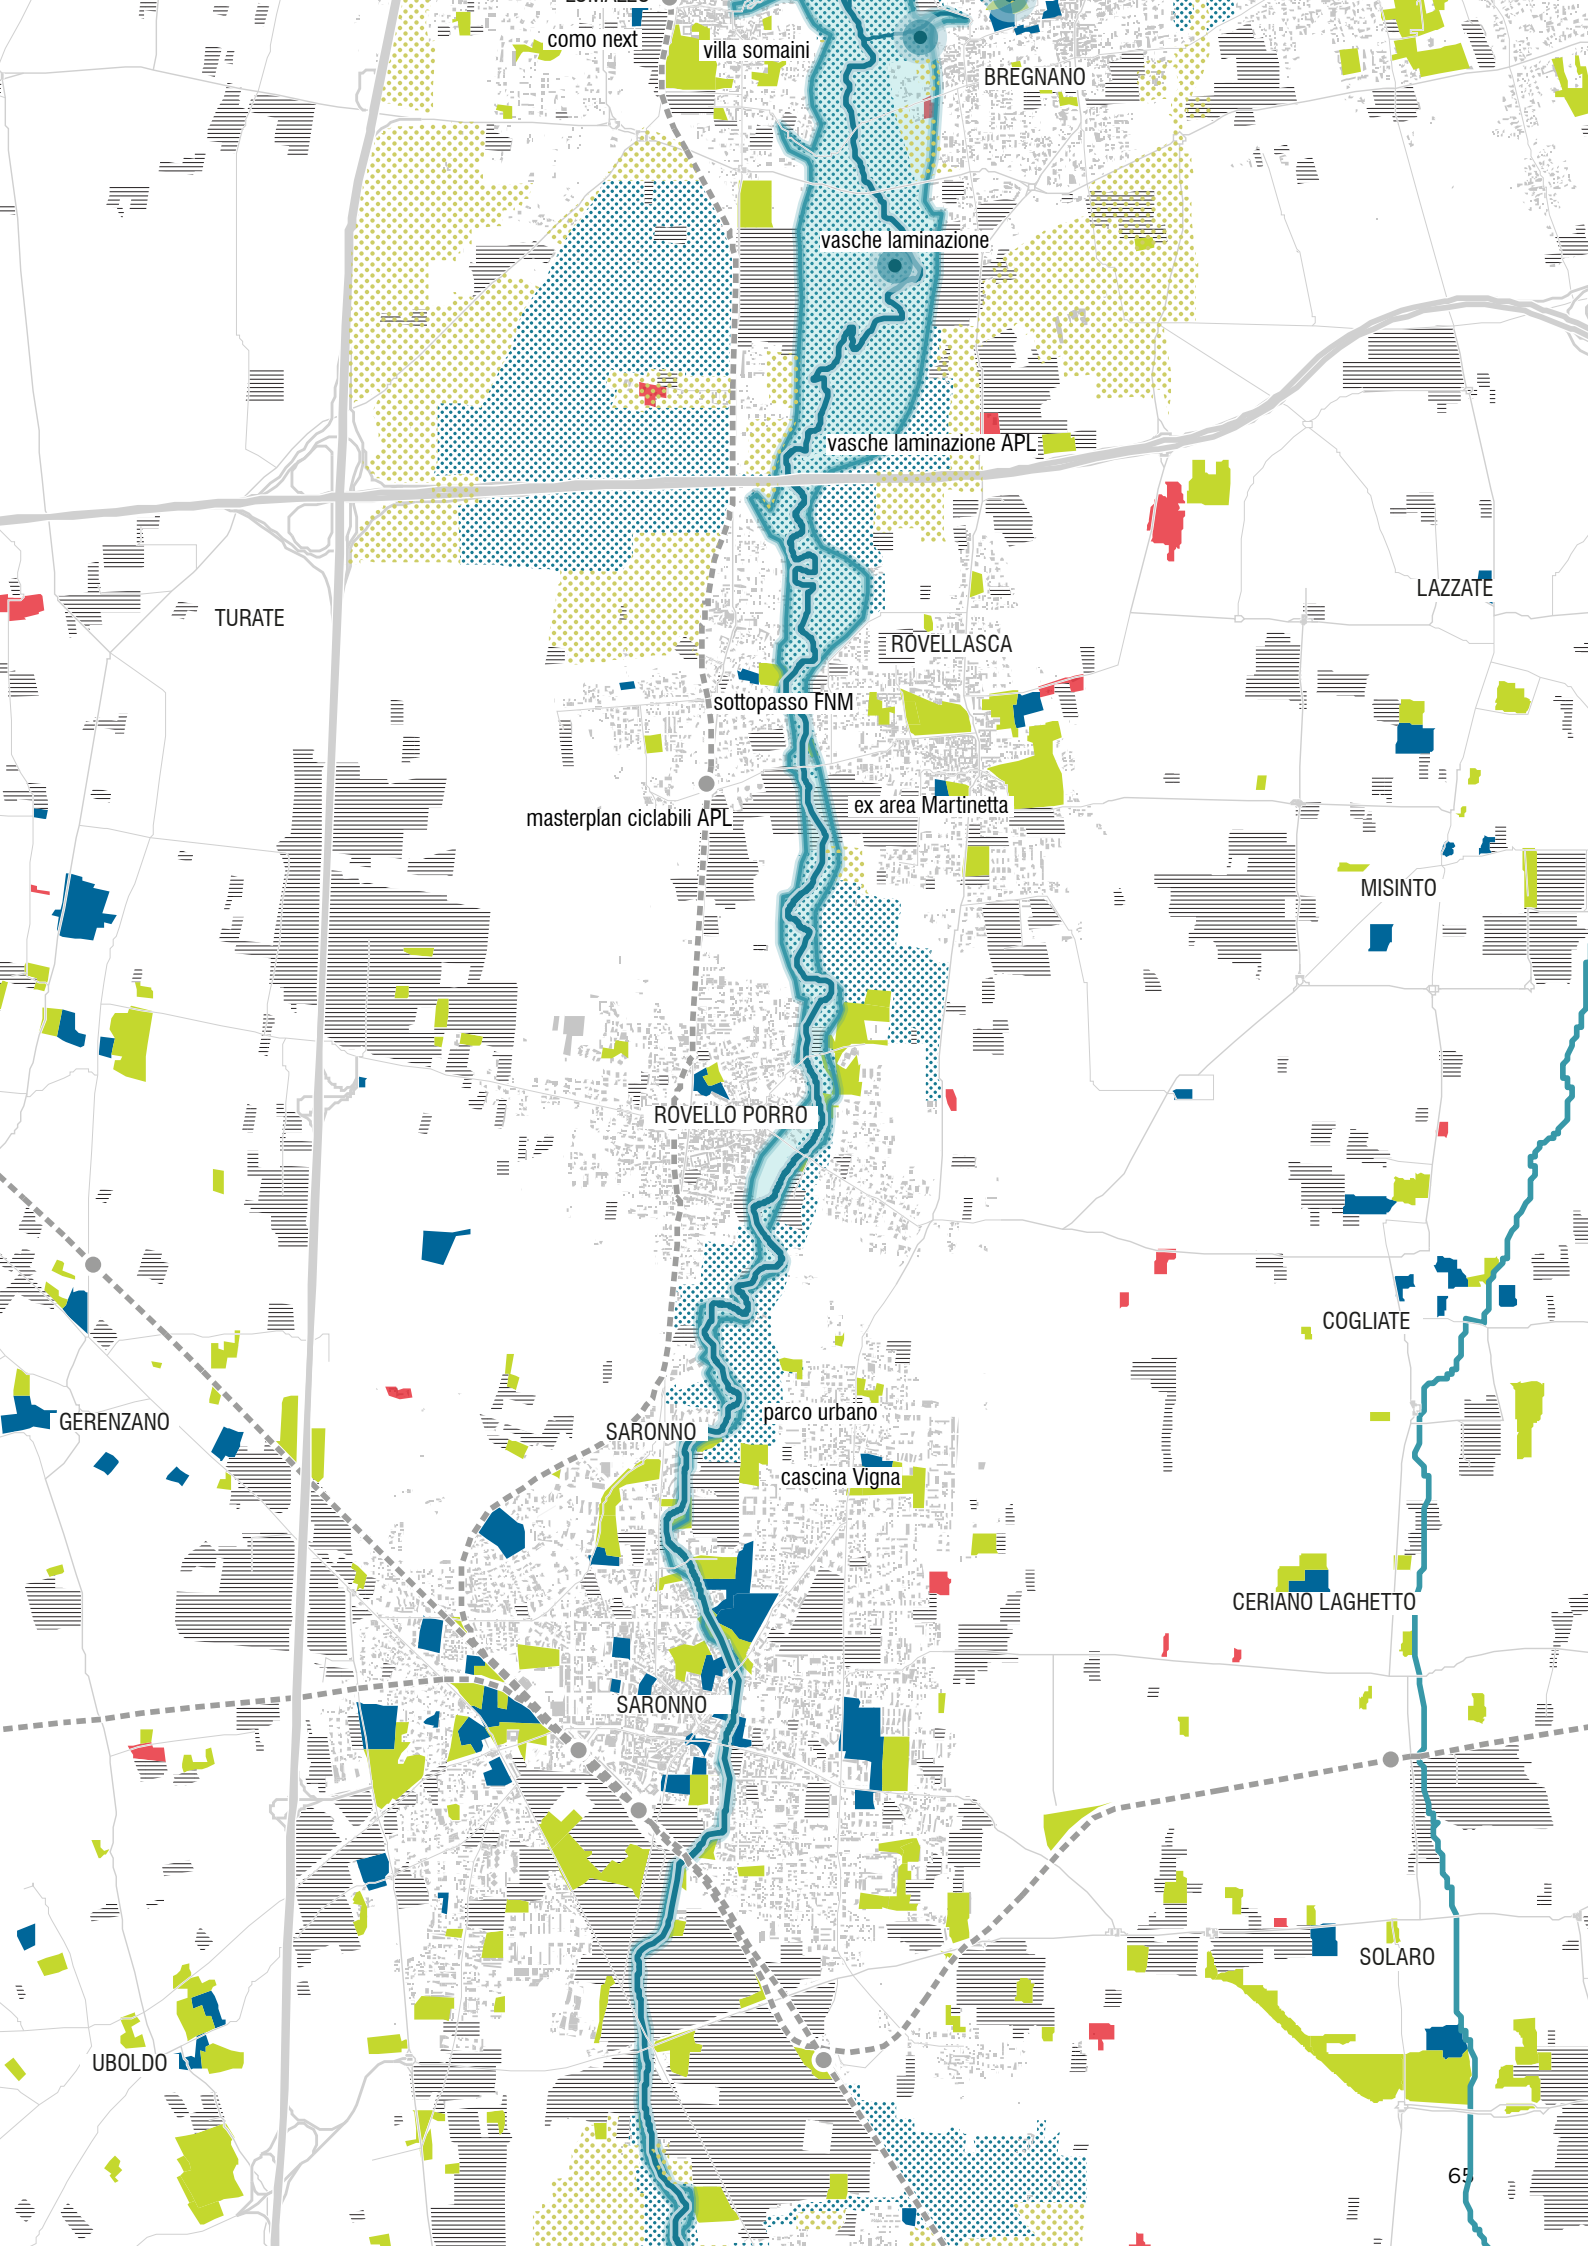 LOMAZZO
como next
villa somaini
BREGNANO
vasche laminazione
vasche laminazione APL
LAZZATE
TURATE
ROVELLASCA
sottopasso FNM
ex area Martinetta
masterplan ciclabili APL
MISINTO
ROVELLO PORRO
COGLIATE
parco urbano
GERENZANO
SARONNO
cascina Vigna
CERIANO LAGHETTO
SARONNO
SOLARO
UBOLDO
65